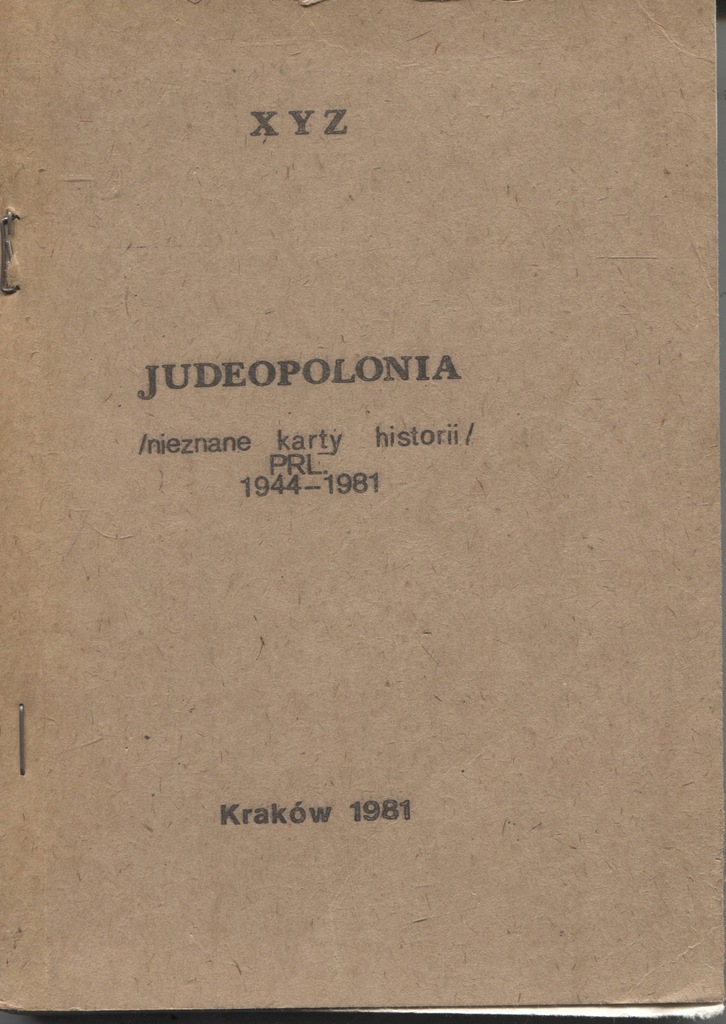 XYZ
JUDEOPOLONIA
/nieznane karty historii/
PRL.
1944–1981
Kraków 1981